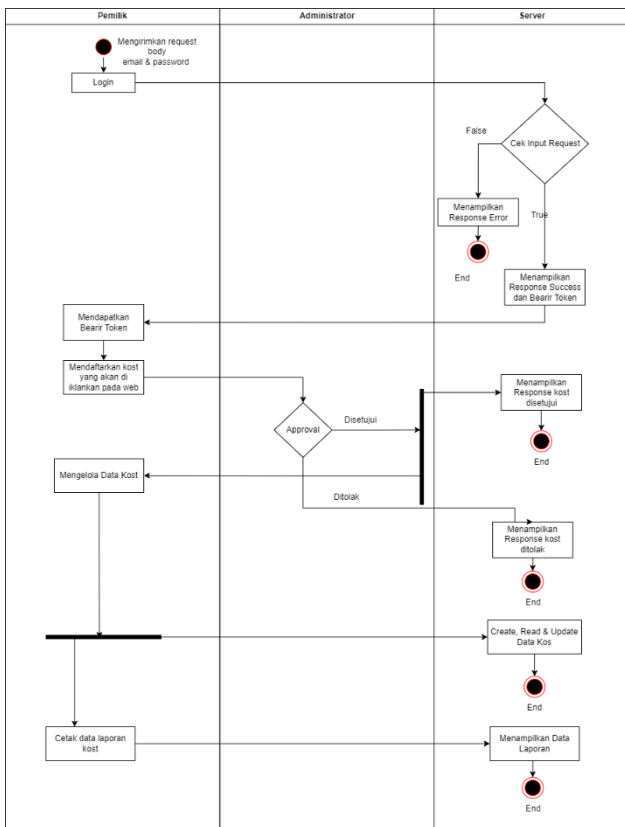 Pemilik
Administrator
Server
Mengirimkan request
body
email & password
Login
Cek Input Request
False
True
Menampilkan
Response Error
End
Menampilkan
Response Success
dan Bearir Token
Mendapatkan
Bearir Token
Mendaftarkan kost
yang akan di
iklankan pada web
Approval
Disetujui
Menampilkan
Response kost
disetujui
End
Mengelola Data Kost
Ditolak
Menampilkan
Response kost
ditolak
End
Create, Read & Update
Data Kos
End
Cetak data laporan
kost
Menampilkan Data
Laporan
End